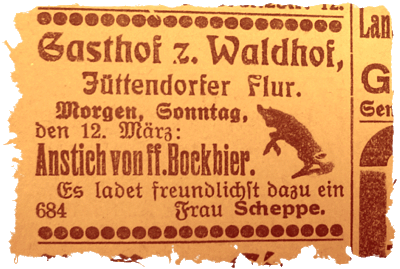 Gasthof z. Waldhof,
Jüttendorfer Flur.
Morgen, Sonntag,
den 12. März:
Anstich von ff. Bockbier.
Es ladet freundlichst dazu ein
684 Frau Scheppe.